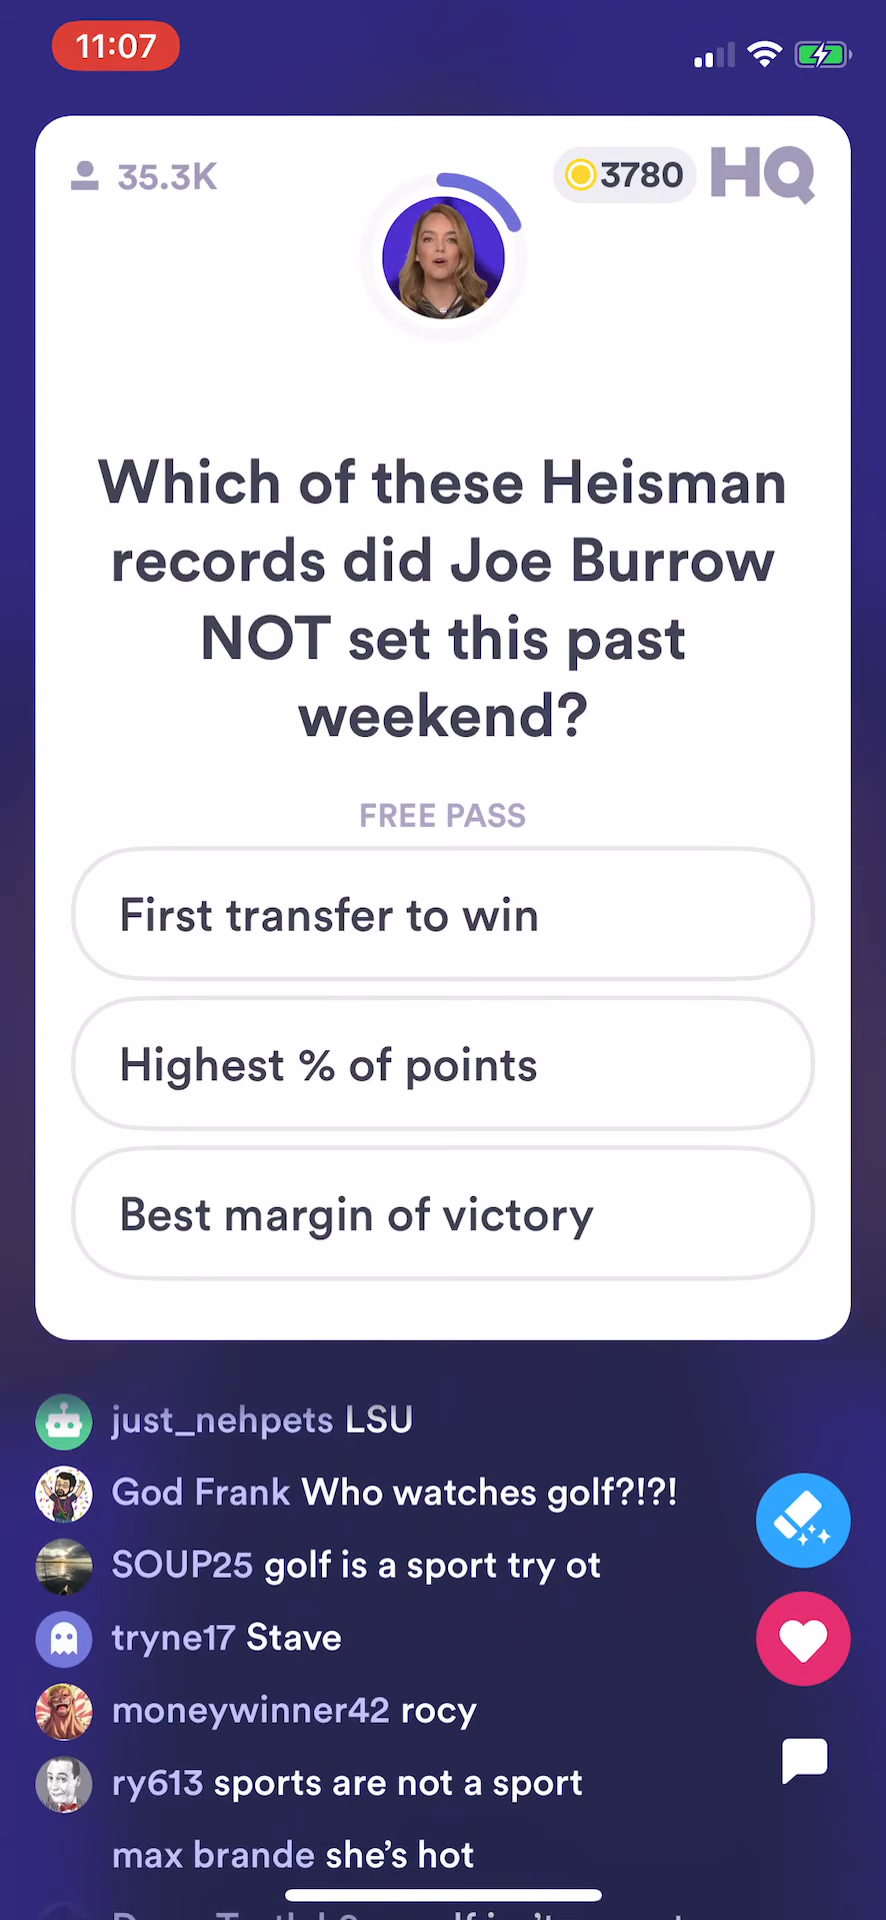 11:07
35.3K
3780 HQ
Which of these Heisman
records did Joe Burrow
NOT set this past
weekend?
FREE PASS
First transfer to win
Highest % of points
Best margin of victory
just_nehpets LSU
God Frank Who watches golf?!?!
SOUP25 golf is a sport try ot
tryne17 Stave
moneywinner42 rocy
ry613 sports are not a sport
max brande she's hot